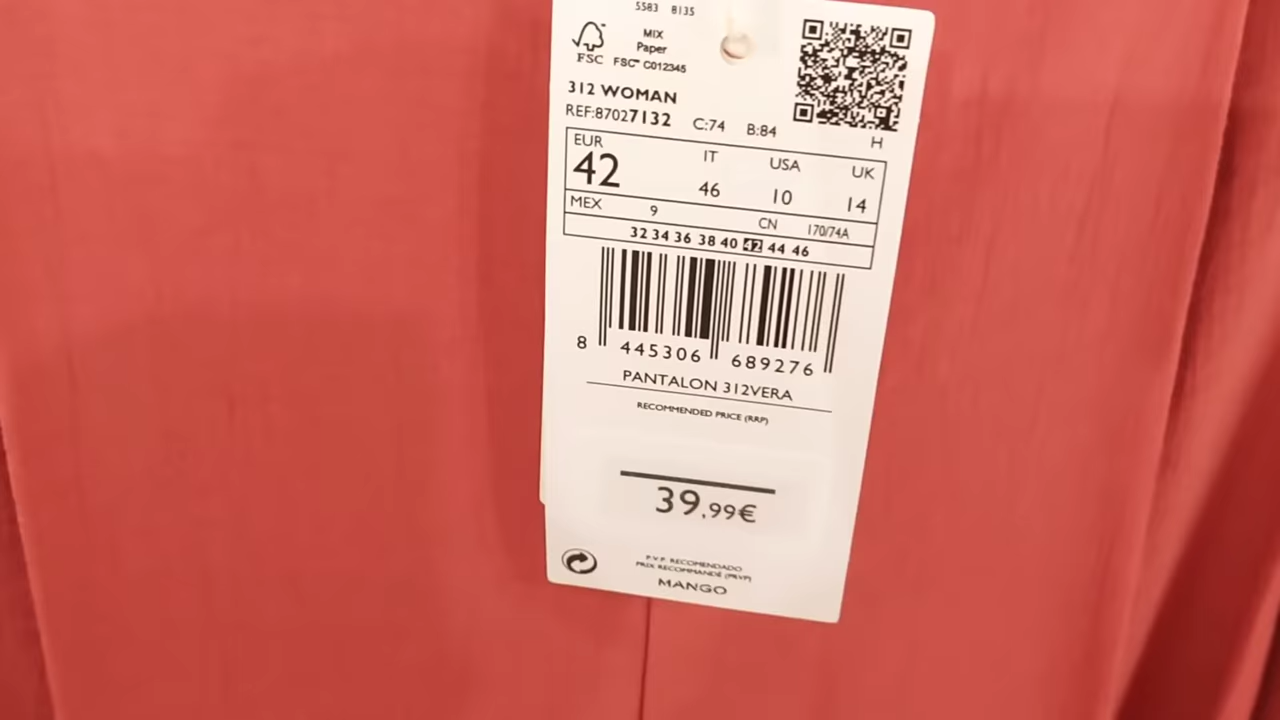 5583 8135
MIX
Paper
FSC™ C012345
FSC
312 WOMAN
REF:87027132 C:74 B:84
H
EUR IT USA UK
42 46 10 14
MEX 9 CN 170/74A
32 34 36 38 40 42 44 46
8 445306 689276
PANTALON 312VERA
RECOMMENDED PRICE (RRP)
39,99€
P.V.P. RECOMENDADO
PRIX RECOMMANDÉ (PRVP)
MANGO